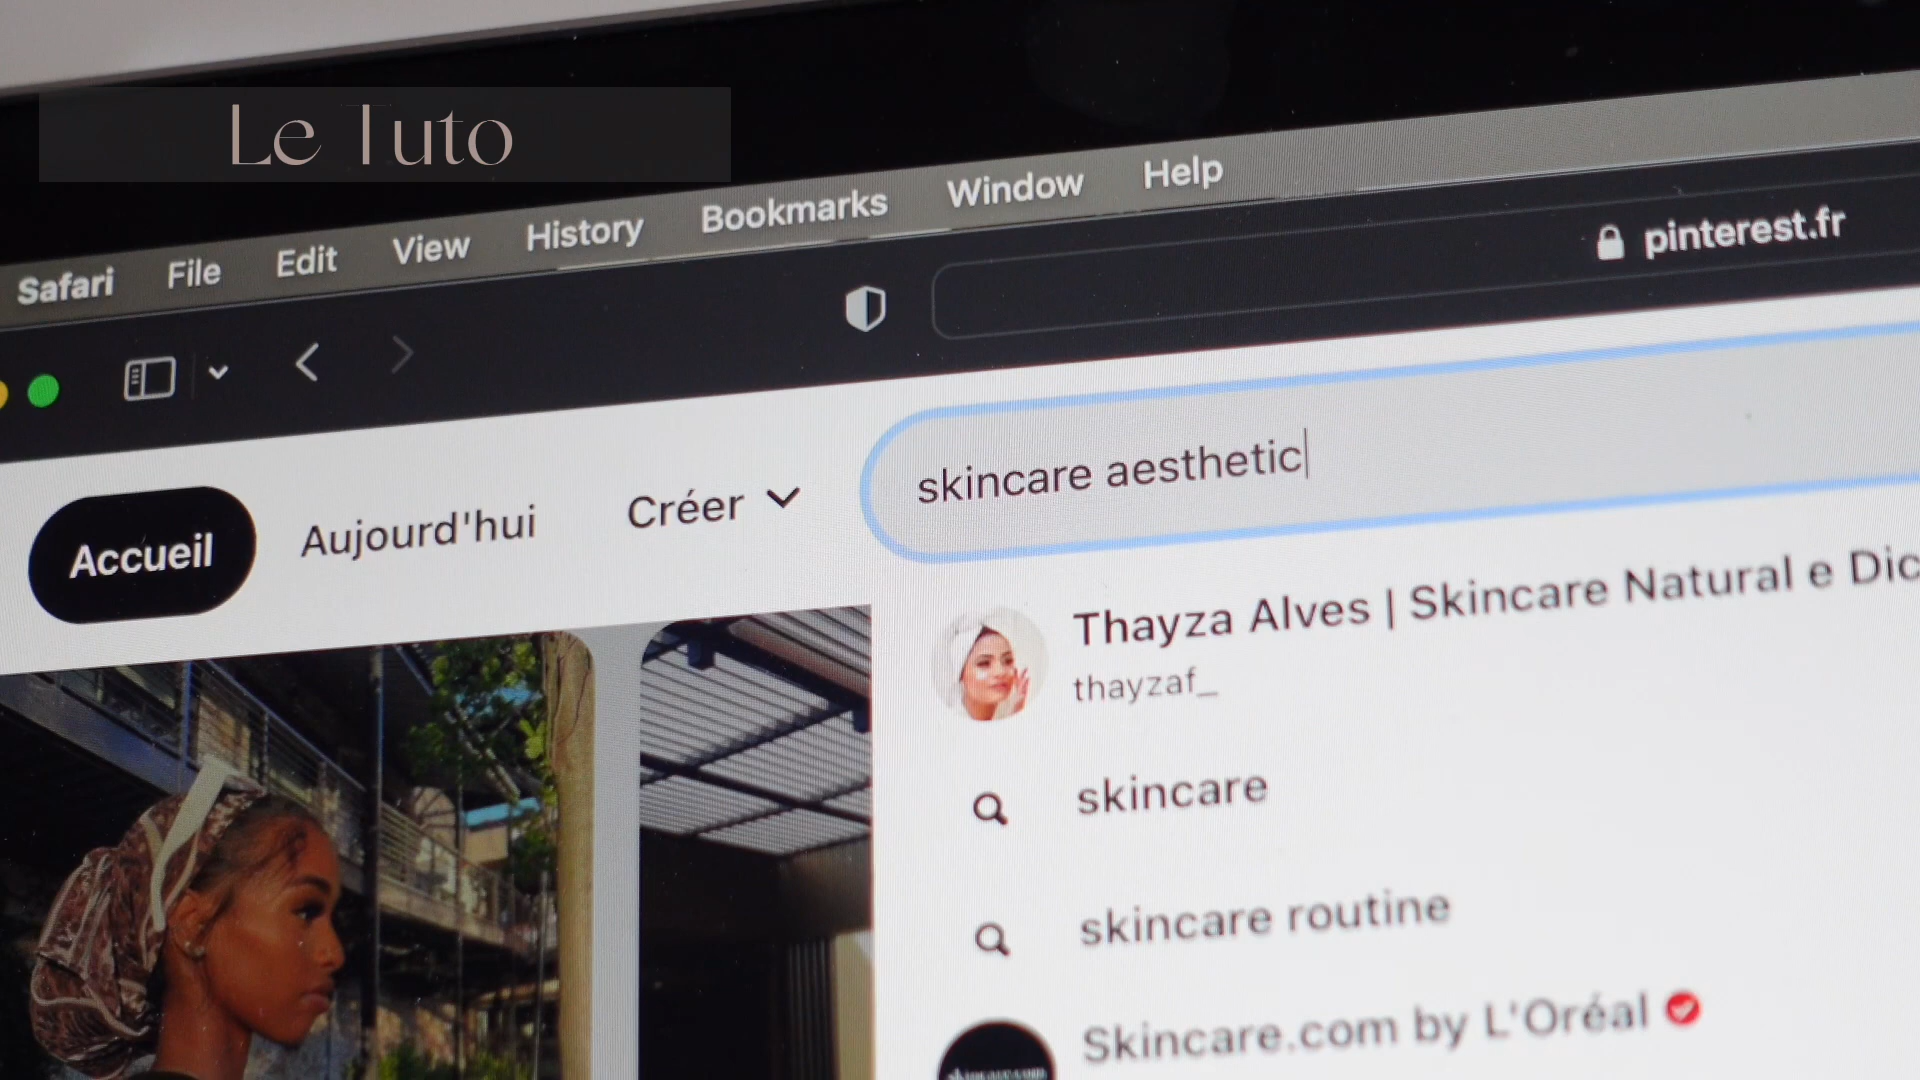 Le Tuto
Safari File Edit View History Bookmarks Window Help
pinterest.fr
Accueil Aujourd'hui Créer skincare aesthetic
Thayza Alves | Skincare Natural e Dic
thayzaf_
skincare
skincare routine
Skincare.com by L'Oréal